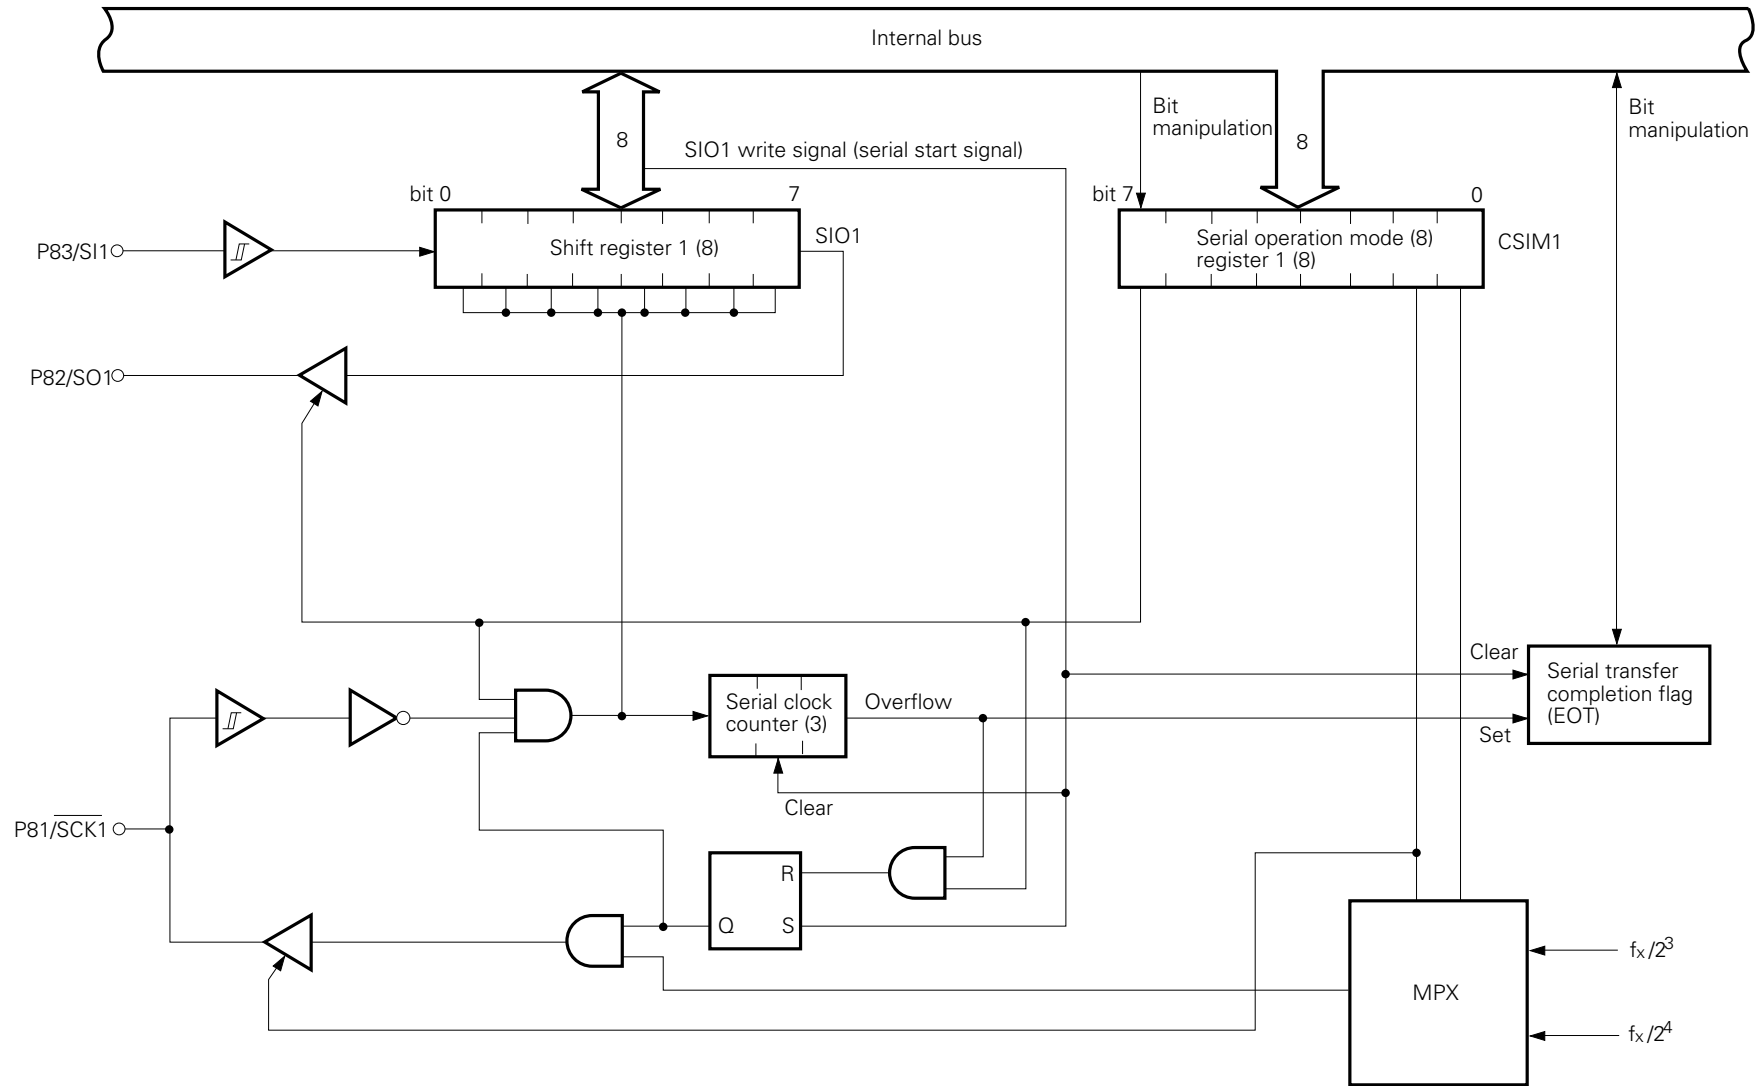 Internal bus
Bit
manipulation
Bit
manipulation
8
8
SIO1 write signal (serial start signal)
bit 0
7
bit 7
0
P83/SI1
Shift register 1 (8)
SIO1
Serial operation mode (8)
register 1 (8)
CSIM1
P82/SO1
Clear
Serial transfer
completion flag
(EOT)
Serial clock
counter (3)
Overflow
Set
Clear
P81/SCK1
R
Q
S
MPX
fx/2³
fx/2⁴